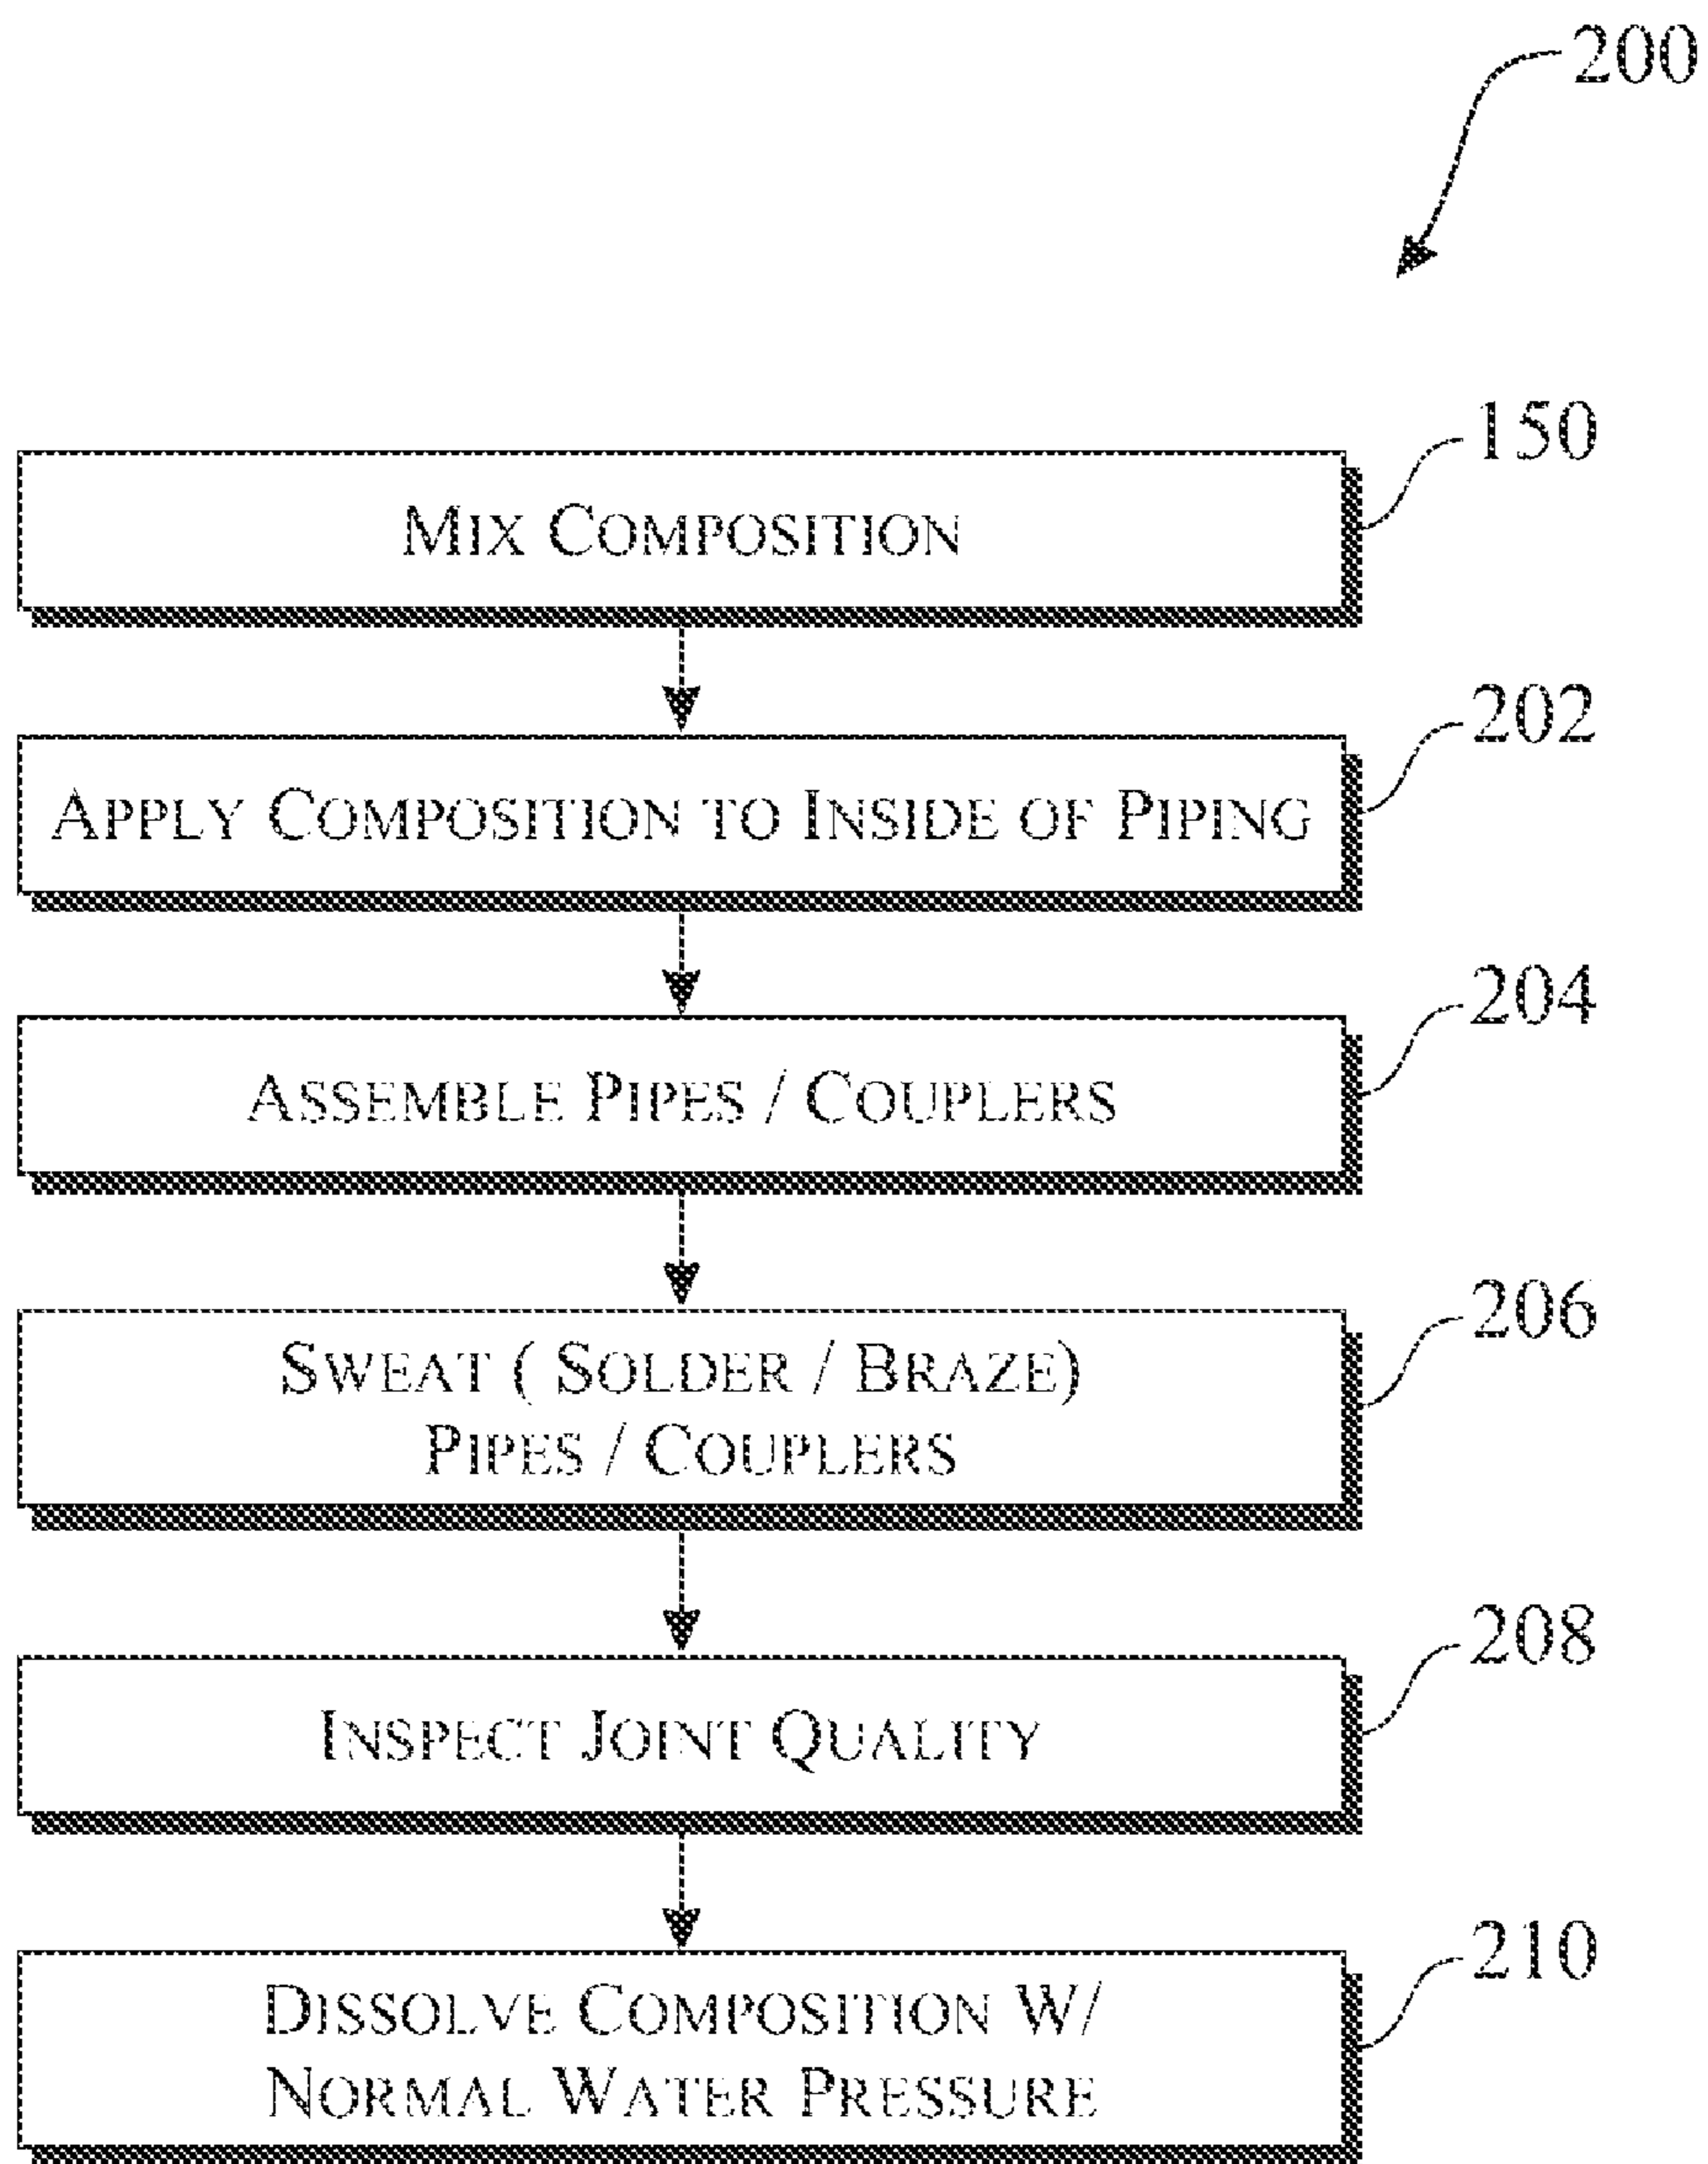 200
150
MIX COMPOSITION
202
APPLY COMPOSITION TO INSIDE OF PIPING
204
ASSEMBLE PIPES / COUPLERS
206
SWEAT ( SOLDER / BRAZE)
PIPES / COUPLERS
208
INSPECT JOINT QUALITY
210
DISSOLVE COMPOSITION W/
NORMAL WATER PRESSURE